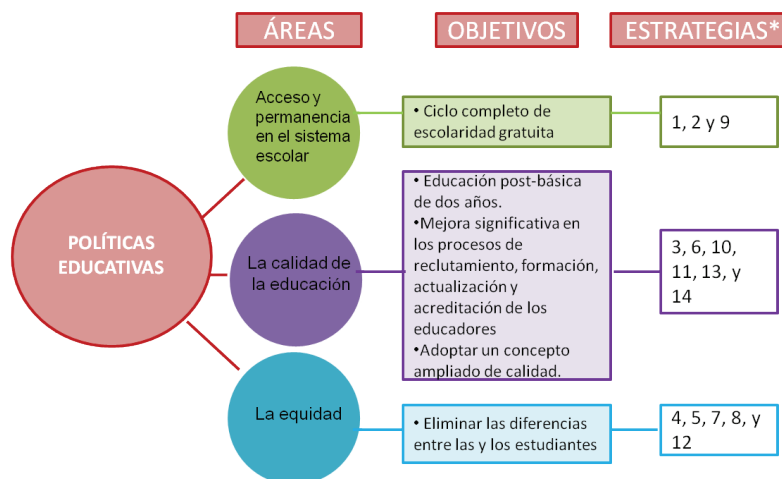 ÁREAS
OBJETIVOS
ESTRATEGIAS*
POLÍTICAS
EDUCATIVAS
Acceso y
permanencia
en el sistema
escolar
• Ciclo completo de
escolaridad gratuita
1, 2 y 9
La calidad de
la educación
• Educación post-básica
de dos años.
•Mejora significativa en
los procesos de
reclutamiento, formación,
actualización y
acreditación de los
educadores
•Adoptar un concepto
ampliado de calidad.
3, 6, 10,
11, 13, y
14
La equidad
• Eliminar las diferencias
entre las y los estudiantes
4, 5, 7, 8, y
12